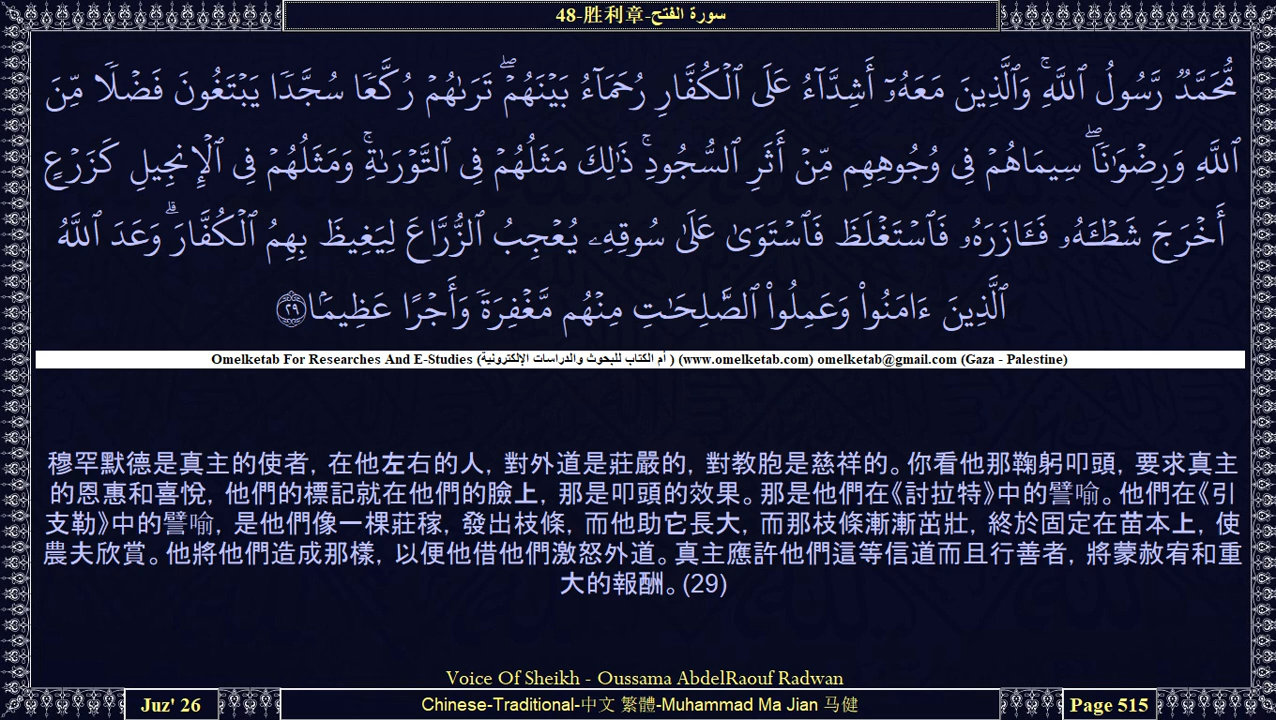 48-胜利章-سورة الفتح
مُّحَمَّدٌ رَّسُولُ ٱللَّهِۚ وَٱلَّذِينَ مَعَهُۥٓ أَشِدَّآءُ عَلَى ٱلۡكُفَّارِ رُحَمَآءُ بَيۡنَهُمۡۖ تَرَىٰهُمۡ رُكَّعٗا سُجَّدٗا يَبۡتَغُونَ فَضۡلٗا مِّنَ
ٱللَّهِ وَرِضۡوَٰنٗاۖ سِيمَاهُمۡ فِي وُجُوهِهِم مِّنۡ أَثَرِ ٱلسُّجُودِۚ ذَٰلِكَ مَثَلُهُمۡ فِي ٱلتَّوۡرَىٰةِۚ وَمَثَلُهُمۡ فِي ٱلۡإِنجِيلِ كَزَرۡعٍ
أَخۡرَجَ شَطۡـَٔهُۥ فَـَٔازَرَهُۥ فَٱسۡتَغۡلَظَ فَٱسۡتَوَىٰ عَلَىٰ سُوقِهِۦ يُعۡجِبُ ٱلزُّرَّاعَ لِيَغِيظَ بِهِمُ ٱلۡكُفَّارَۗ وَعَدَ ٱللَّهُ
ٱلَّذِينَ ءَامَنُواْ وَعَمِلُواْ ٱلصَّٰلِحَٰتِ مِنۡهُم مَّغۡفِرَةٗ وَأَجۡرًا عَظِيمَۢا ٢٩
Omelketab For Researches And E-Studies (أم الكتاب للبحوث والدراسات الإلكترونية ) (www.omelketab.com) omelketab@gmail.com (Gaza - Palestine)
穆罕默德是真主的使者, 在他左右的人, 對外道是莊嚴的, 對教胞是慈祥的。你看他那鞠躬叩頭, 要求真主
的恩惠和喜悅, 他們的標記就在他們的臉上, 那是叩頭的效果。那是他們在《討拉特》中的譬喻。他們在《引
支勒》中的譬喻, 是他們像一棵莊稼, 發出枝條, 而他助它長大, 而那枝條漸漸茁壯, 終於固定在苗本上, 使
農夫欣賞。他將他們造成那樣, 以便他借他們激怒外道。真主應許他們這等信道而且行善者, 將蒙赦宥和重
大的報酬。(29)
Voice Of Sheikh - Oussama AbdelRaouf Radwan
Juz' 26
Chinese-Traditional-中文 繁體-Muhammad Ma Jian 马健
Page 515